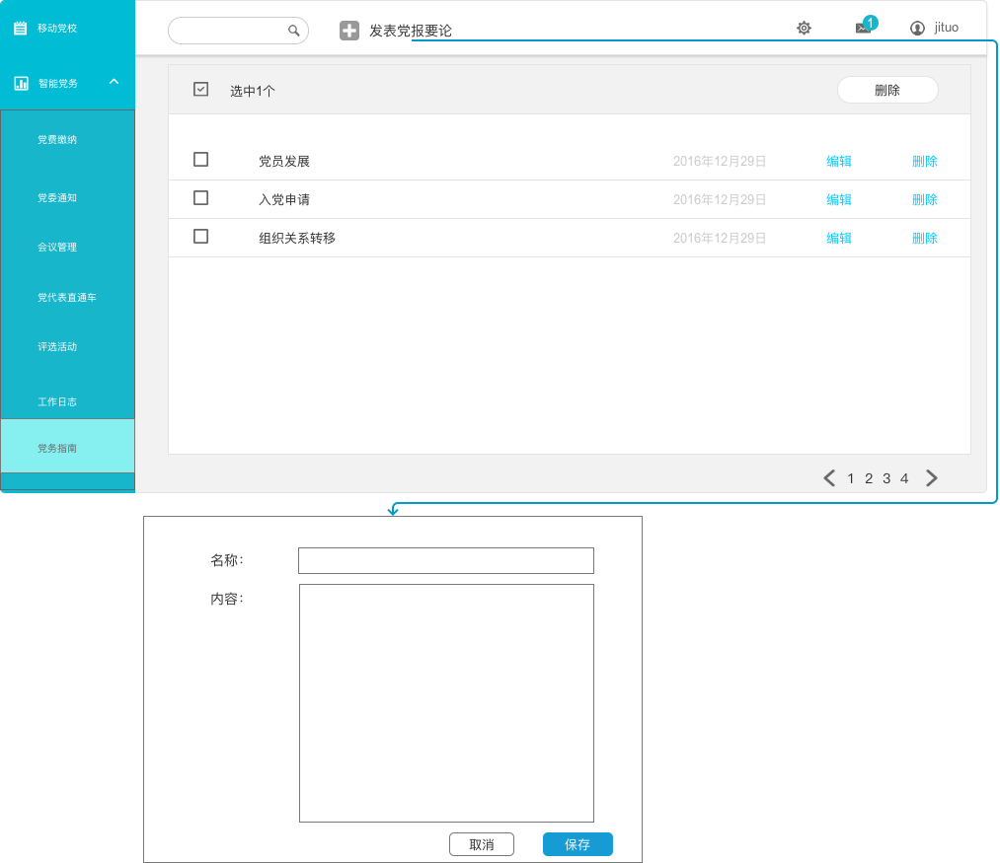 移动党校
智能党务
党费缴纳
党委通知
会议管理
党代表直通车
评选活动
工作日志
党务指南
发表党报要论
1
jituo
选中1个
删除
党员发展 2016年12月29日 编辑 删除
入党申请 2016年12月29日 编辑 删除
组织关系转移 2016年12月29日 编辑 删除
1 2 3 4
名称：
内容：
取消 保存